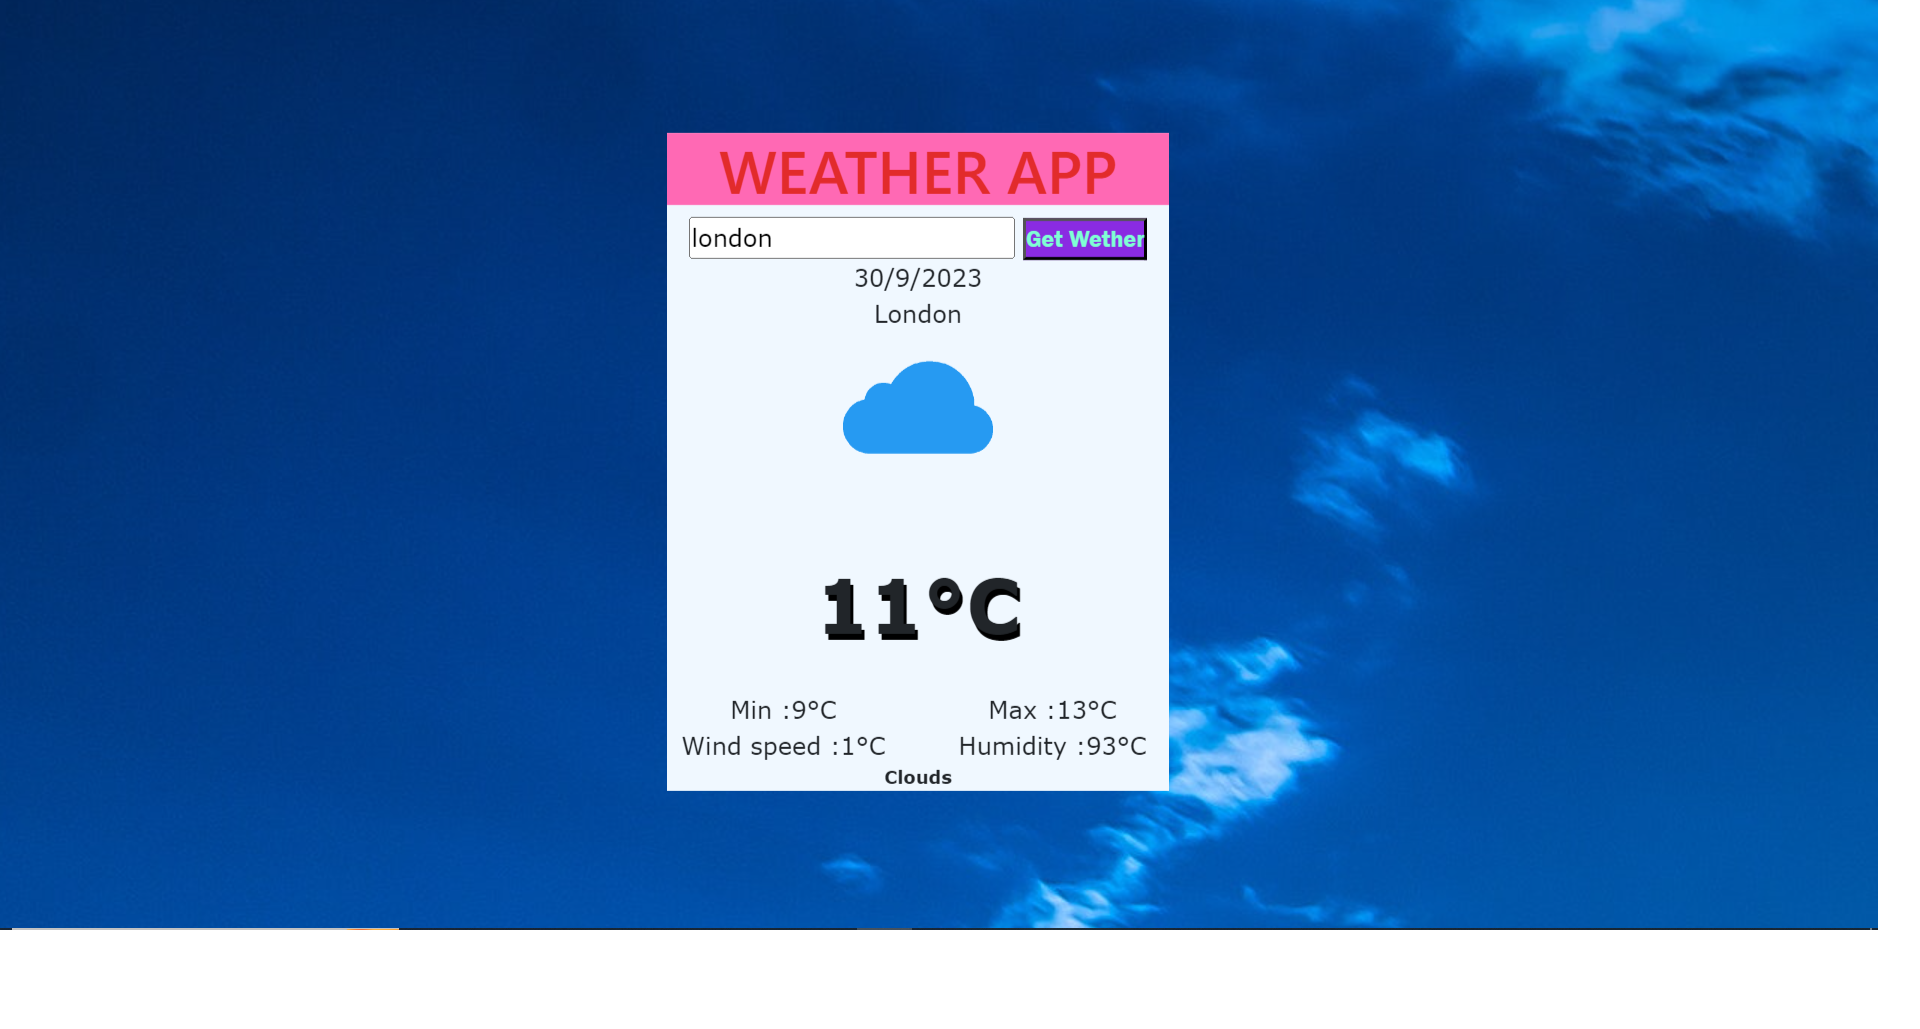 WEATHER APP
london Get Wether
30/9/2023
London
11°C
Min :9°C Max :13°C
Wind speed :1°C Humidity :93°C
Clouds